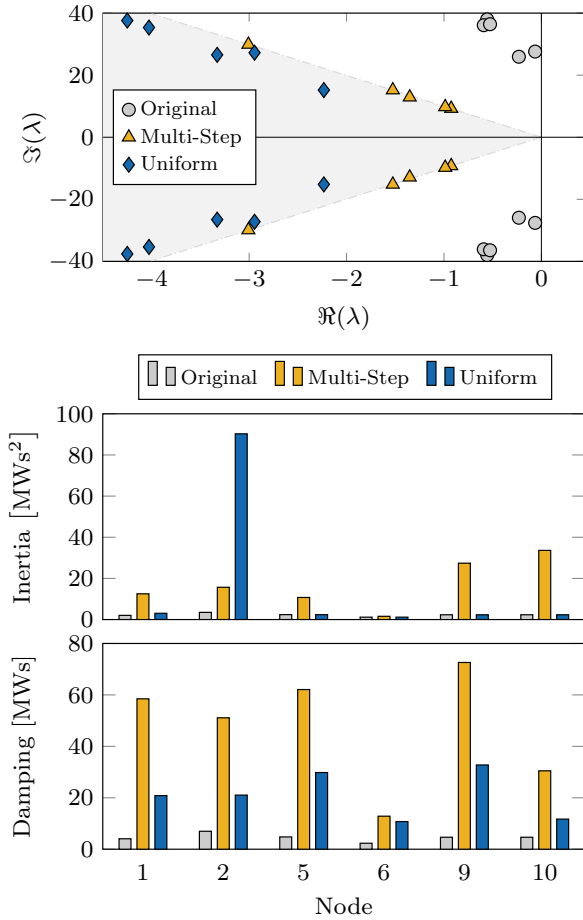 ℑ(λ)
40
20
0
−20
−40
Original
Multi-Step
Uniform
−4 −3 −2 −1 0
ℜ(λ)
Original Multi-Step Uniform
Inertia [MWs²]
100
80
60
40
20
0
Damping [MWs]
80
60
40
20
0
1 2 5 6 9 10
Node